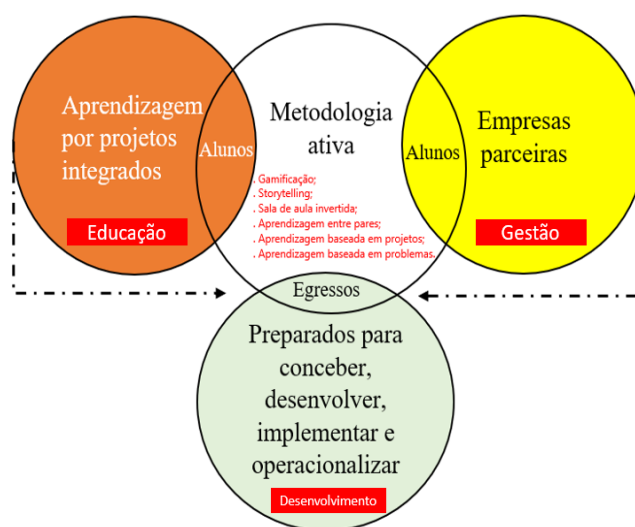 Aprendizagem
por projetos
integrados
Educação
Alunos
Metodologia
ativa
. Gamificação;
. Storytelling;
. Sala de aula invertida;
. Aprendizagem entre pares;
. Aprendizagem baseada em projetos;
. Aprendizagem baseada em problemas.
Alunos
Empresas
parceiras
Gestão
Egressos
Preparados para
conceber,
desenvolver,
implementar e
operacionalizar
Desenvolvimento